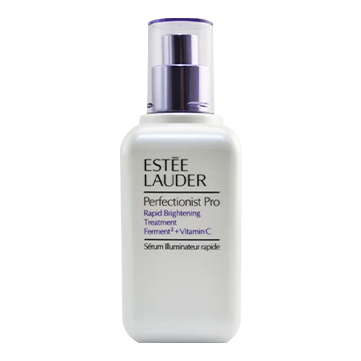 ESTĒE
LAUDER
Perfectionist Pro
Rapid Brightening
Treatment
Ferment² + Vitamin C
Sérum Illuminateur rapide